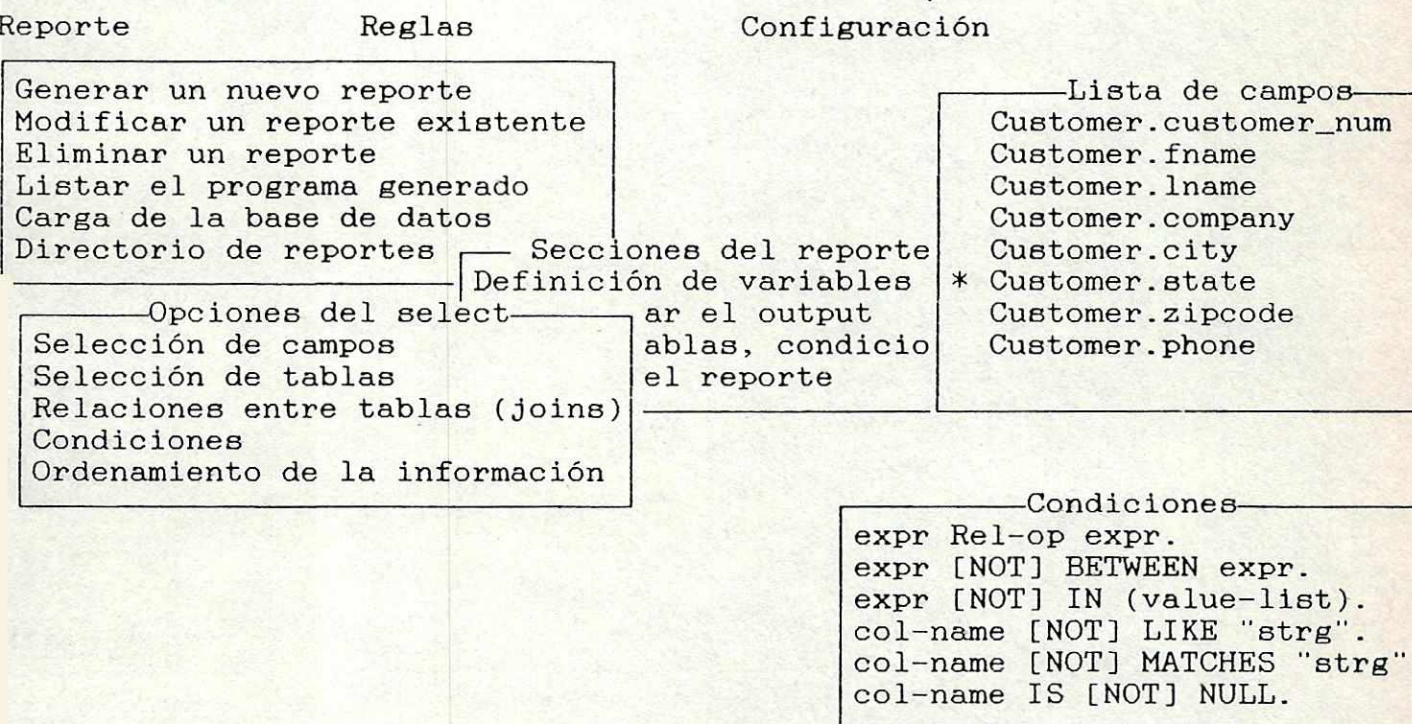 Reporte Reglas Configuración
Generar un nuevo reporte
Modificar un reporte existente
Eliminar un reporte
Listar el programa generado
Carga de la base de datos
Directorio de reportes
Secciones del reporte
Definición de variables
ar el output
ablas, condicio
el reporte
Opciones del select
Selección de campos
Selección de tablas
Relaciones entre tablas (joins)
Condiciones
Ordenamiento de la información
Lista de campos
Customer.customer_num
Customer.fname
Customer.lname
Customer.company
Customer.city
* Customer.state
Customer.zipcode
Customer.phone
Condiciones
expr Rel-op expr.
expr [NOT] BETWEEN expr.
expr [NOT] IN (value-list).
col-name [NOT] LIKE "strg".
col-name [NOT] MATCHES "strg"
col-name IS [NOT] NULL.